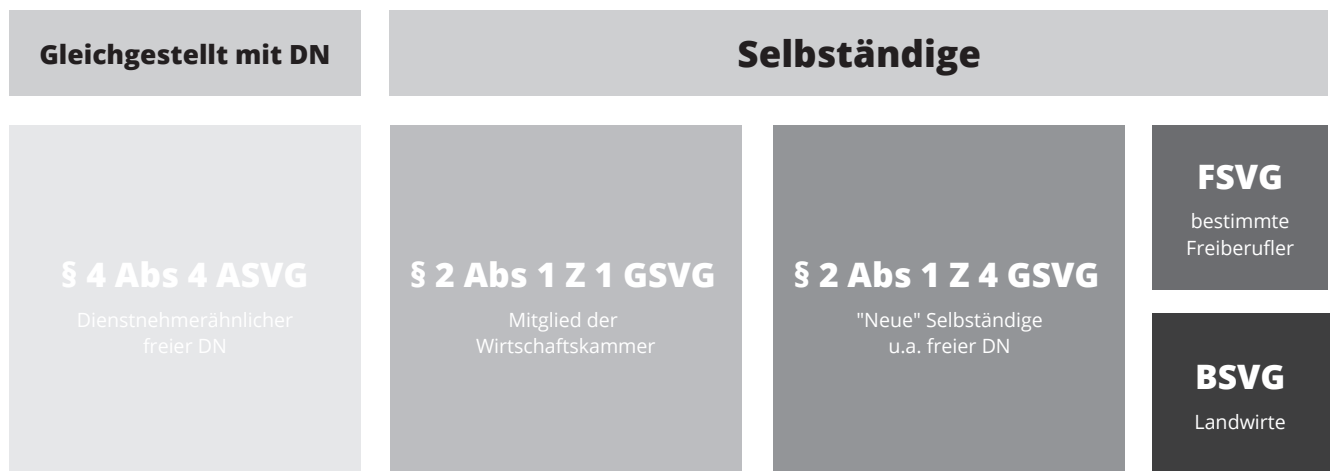 Gleichgestellt mit DN
Selbständige
§ 4 Abs 4 ASVG
Dienstnehmerähnlicher
freier DN
§ 2 Abs 1 Z 1 GSVG
Mitglied der
Wirtschaftskammer
§ 2 Abs 1 Z 4 GSVG
"Neue" Selbständige
u.a. freier DN
FSVG
bestimmte
Freiberufler
BSVG
Landwirte